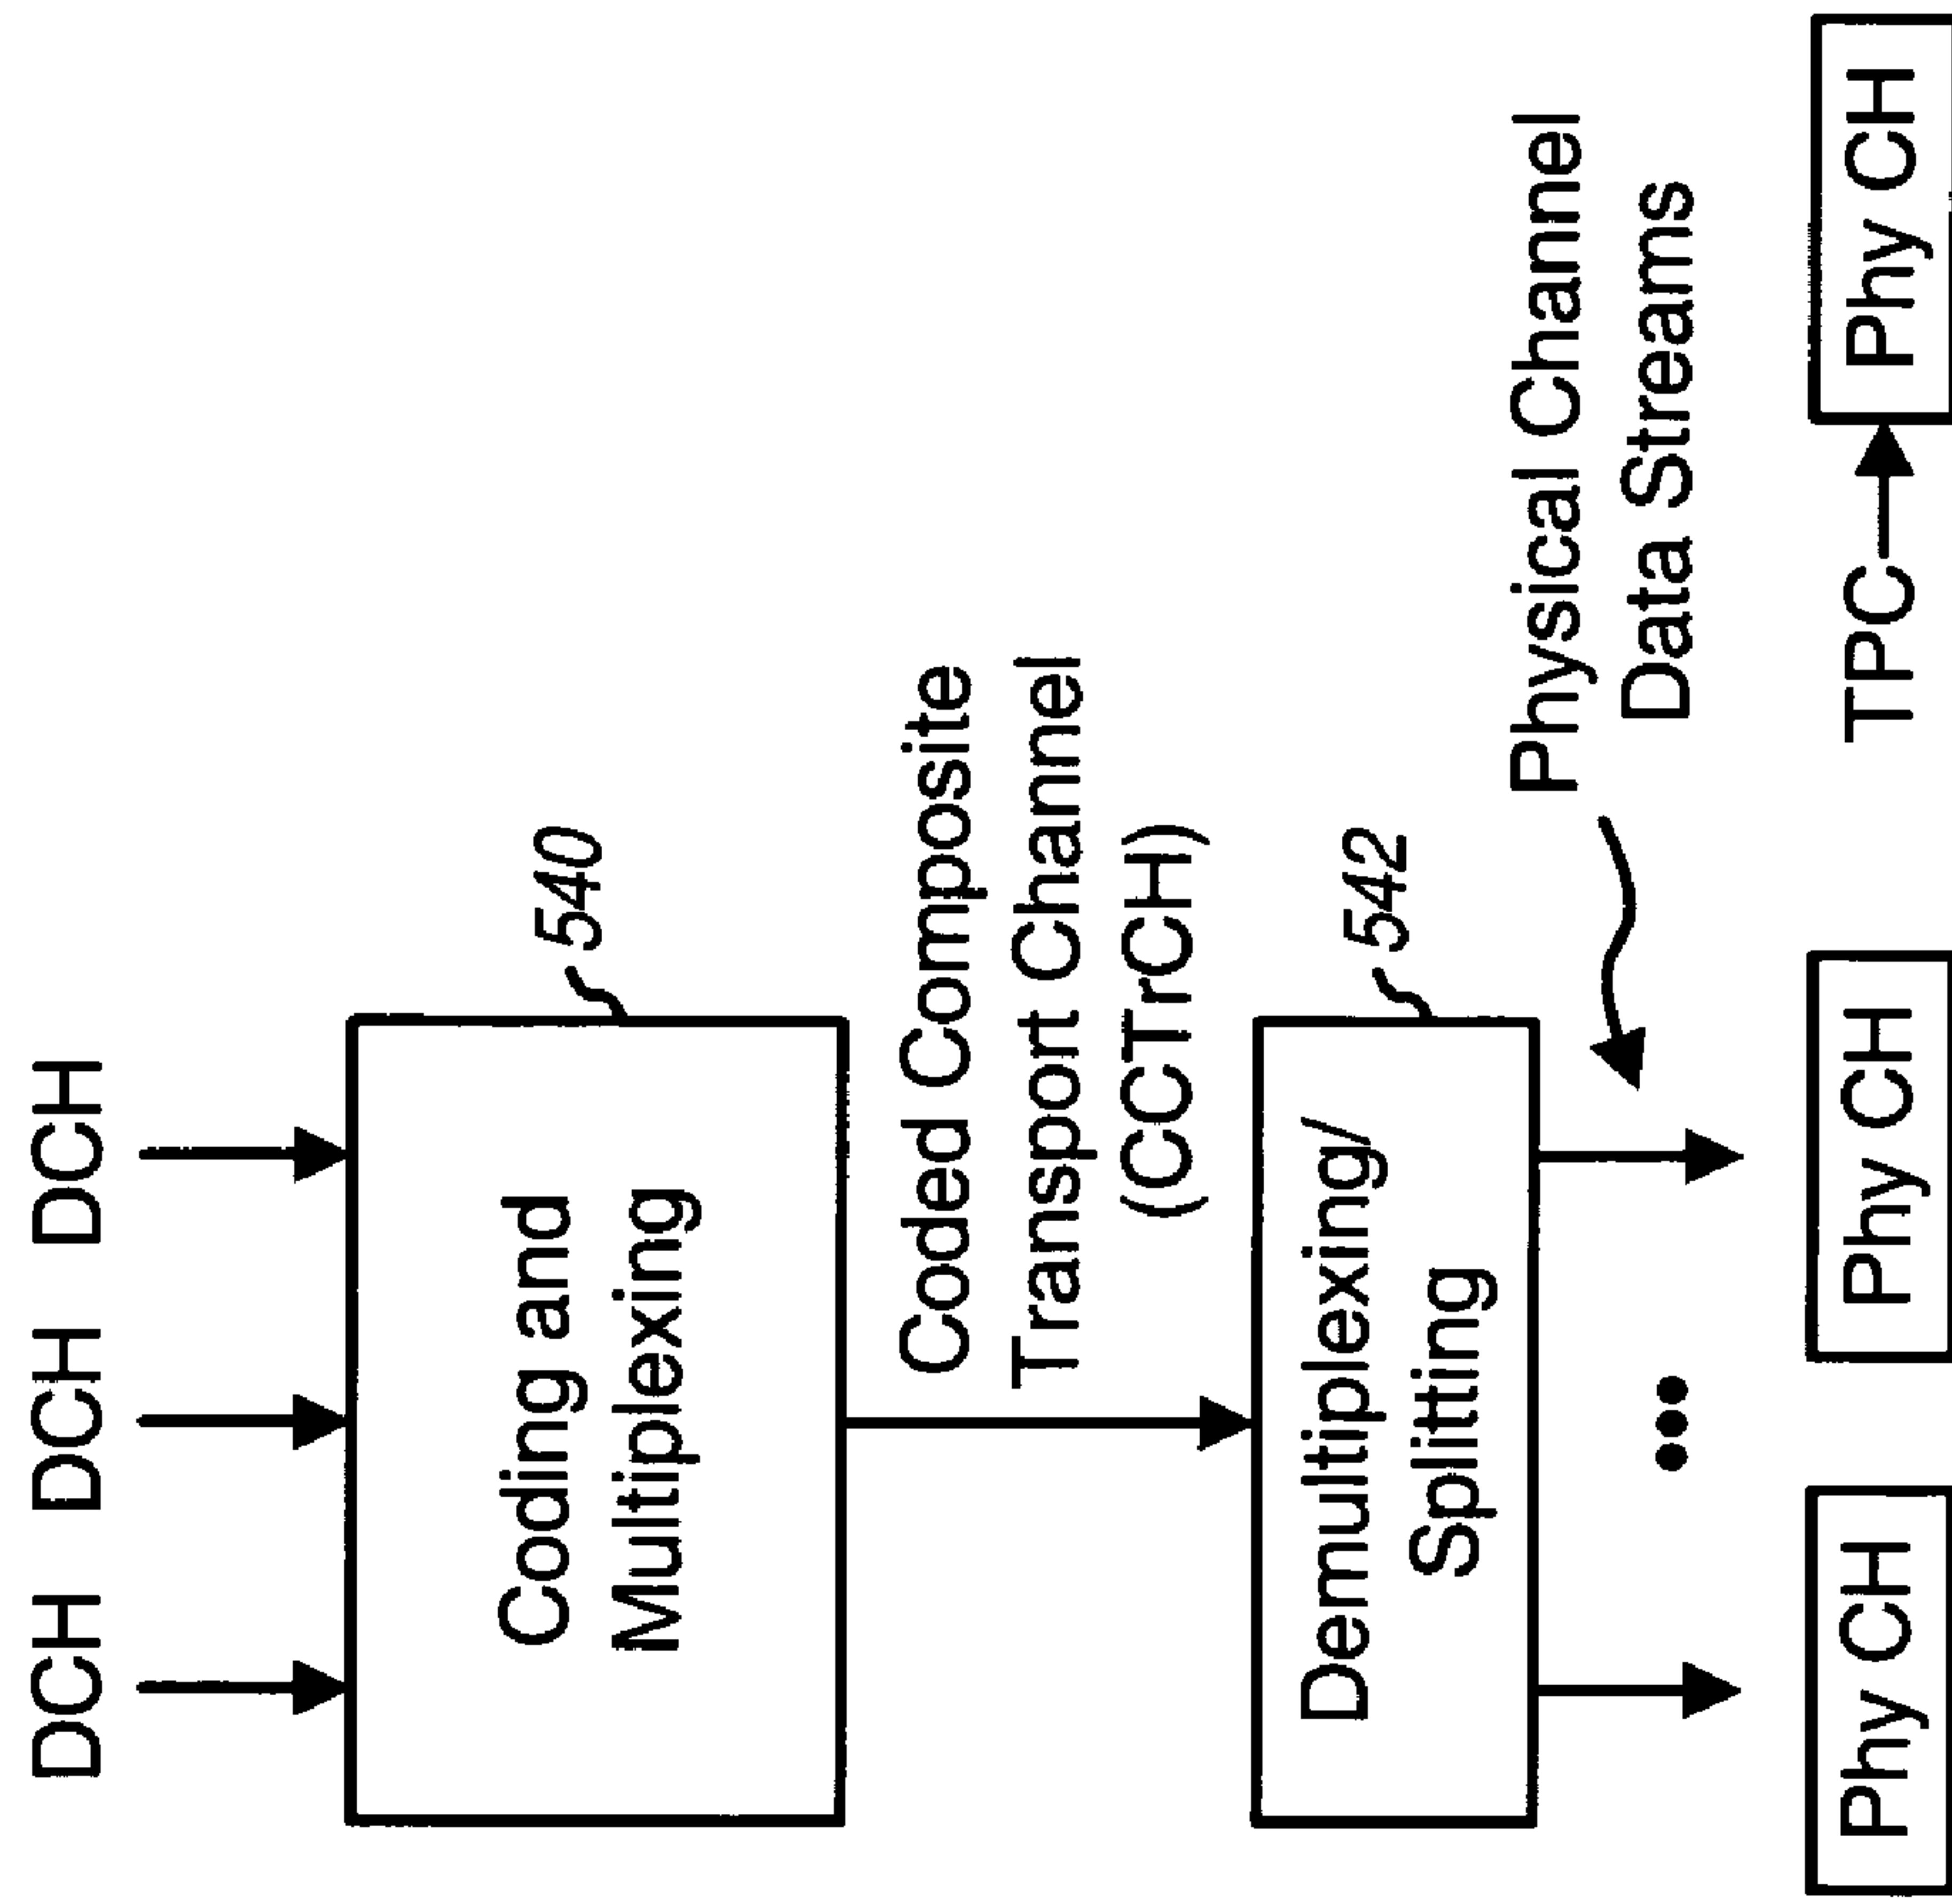 DCH DCH DCH
540
Coding and
Multiplexing
Coded Composite
Transport Channel
(CCTrCH)
542
Demultiplexing/
Splitting
Physical Channel
Data Streams
Phy CH
Phy CH
TPC
Phy CH